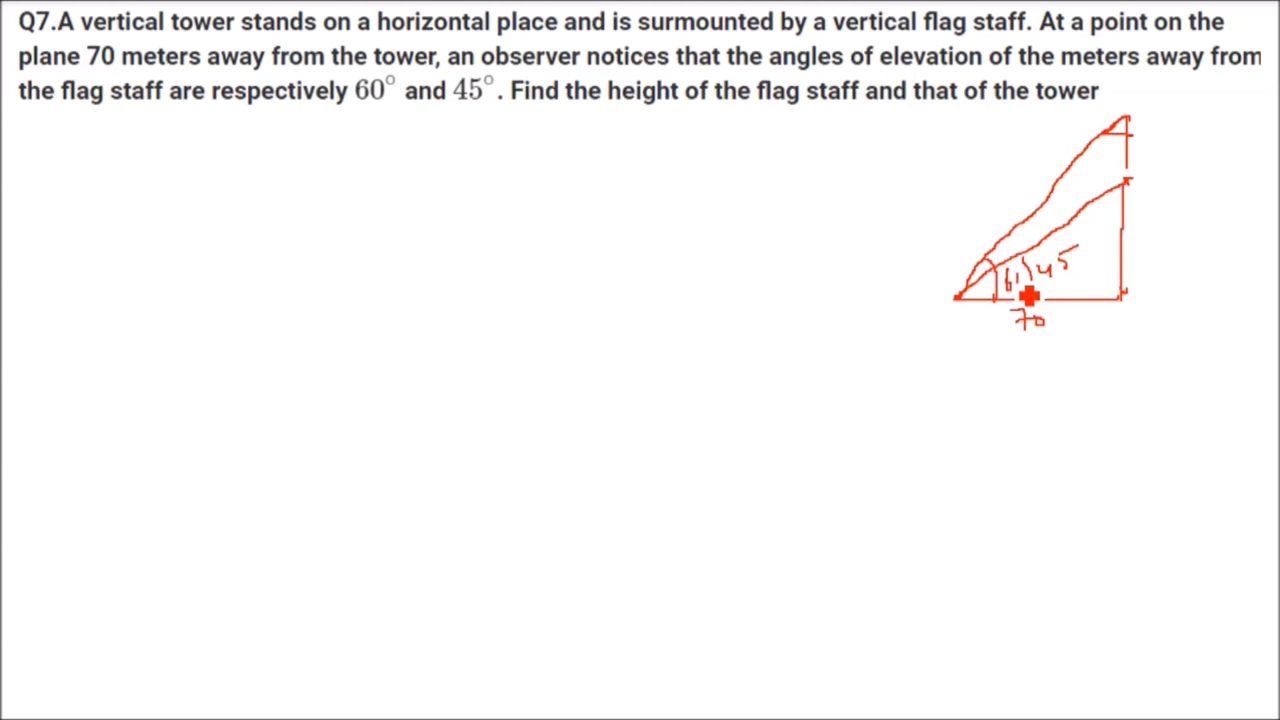 Q7.A vertical tower stands on a horizontal place and is surmounted by a vertical flag staff. At a point on the
plane 70 meters away from the tower, an observer notices that the angles of elevation of the meters away from
the flag staff are respectively 60° and 45°. Find the height of the flag staff and that of the tower
45
70